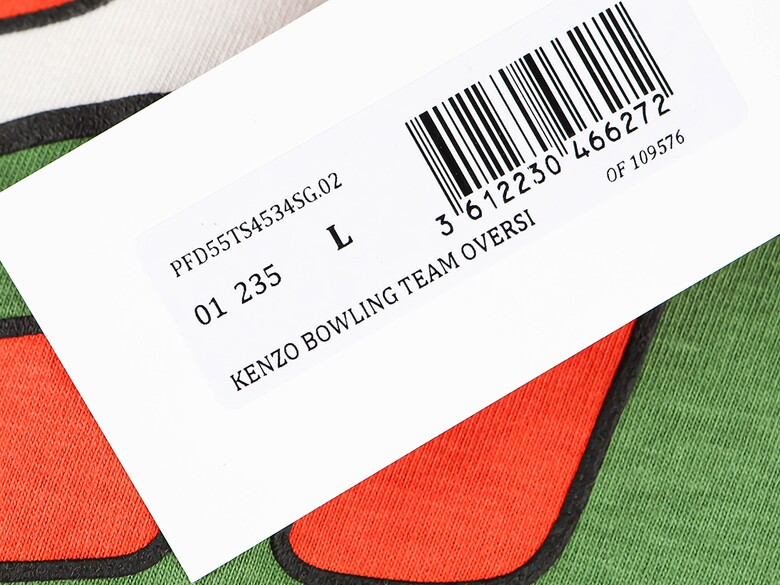 3 612230 466272
OF 109576
PFD55TS4534SG.02
01 235 L
KENZO BOWLING TEAM OVERSI